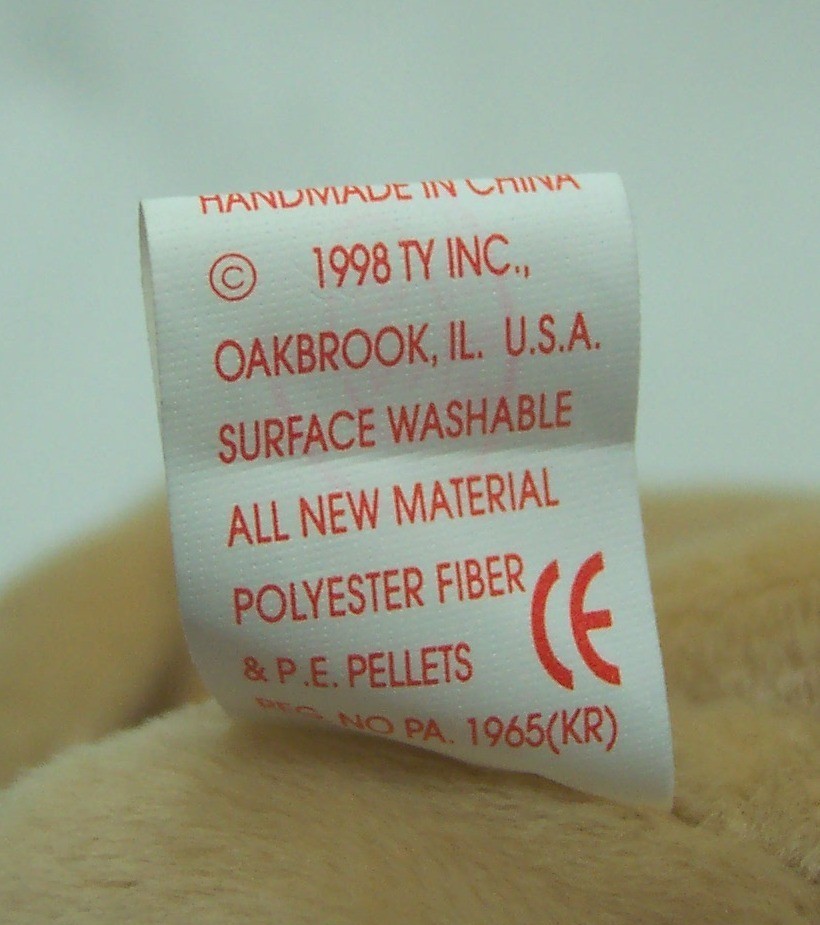 HANDMADE IN CHINA
© 1998 TY INC.,
OAKBROOK, IL. U.S.A.
SURFACE WASHABLE
ALL NEW MATERIAL
POLYESTER FIBER
& P.E. PELLETS
CE
REG. NO PA. 1965(KR)